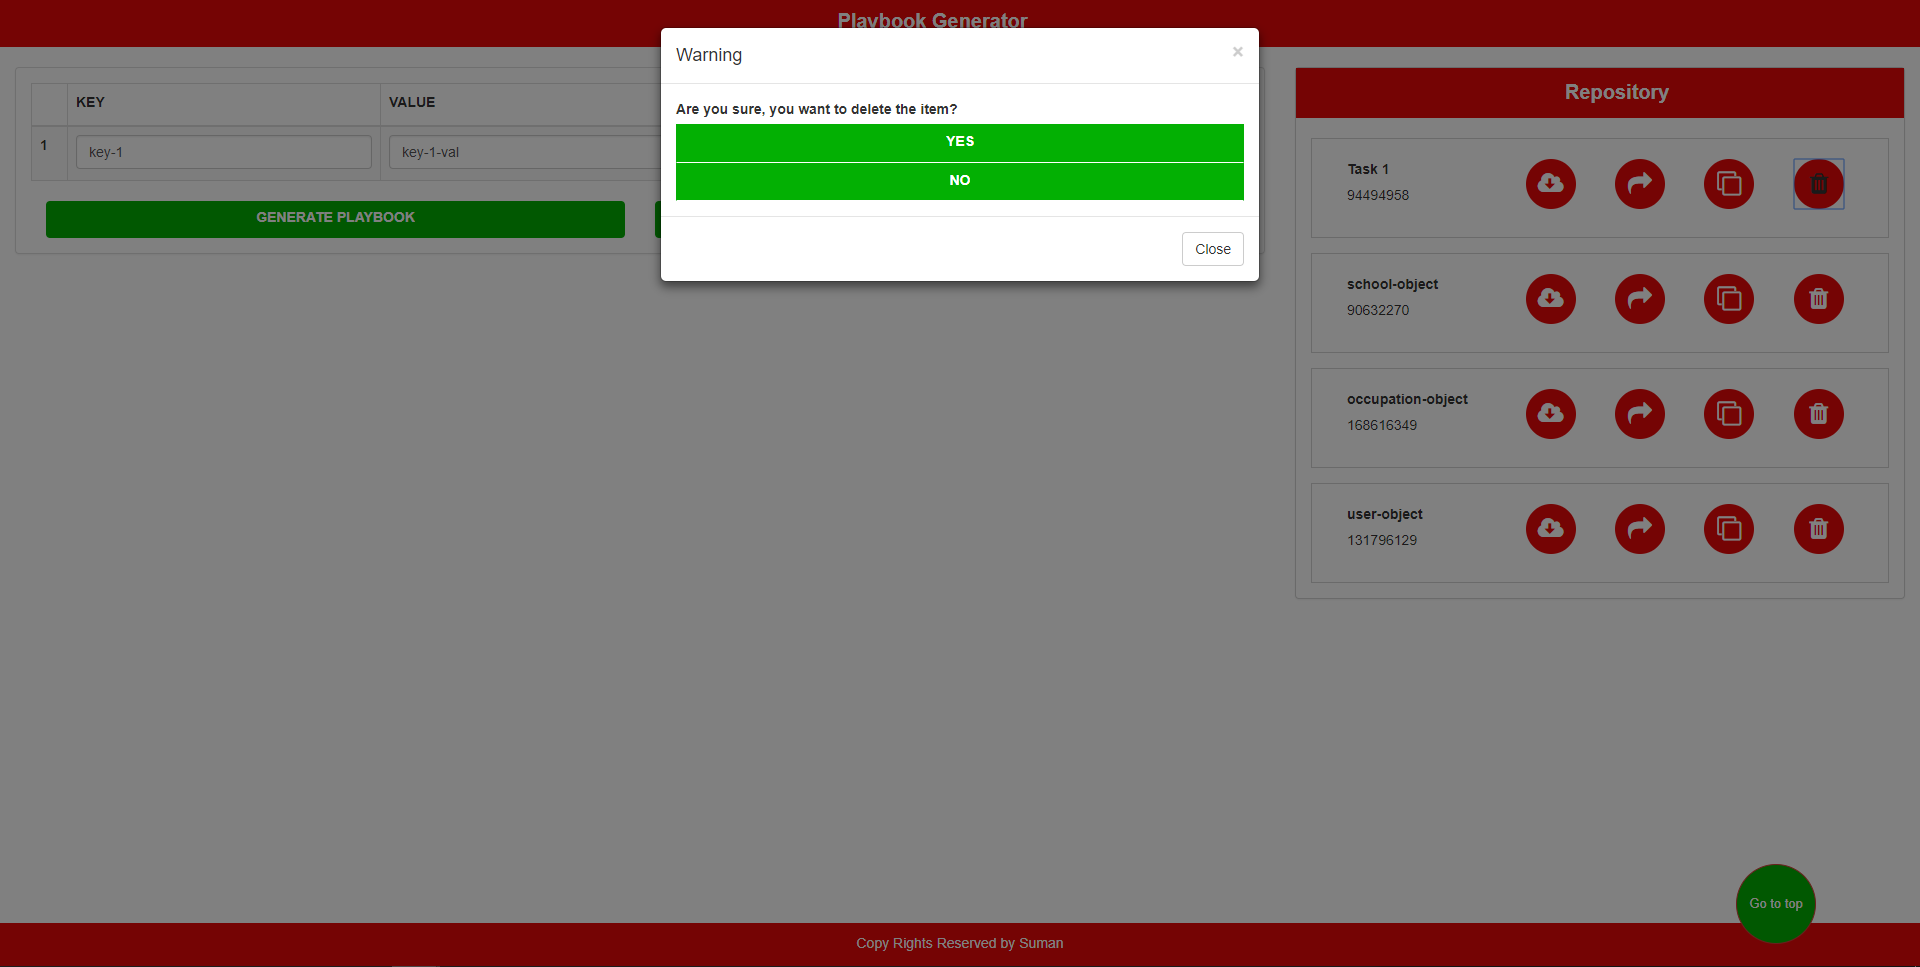 Playbook Generator
Warning
×
Are you sure, you want to delete the item?
YES
NO
Close
KEY
VALUE
1
key-1
key-1-val
GENERATE PLAYBOOK
Repository
Task 1
94494958
school-object
90632270
occupation-object
168616349
user-object
131796129
Go to top
Copy Rights Reserved by Suman